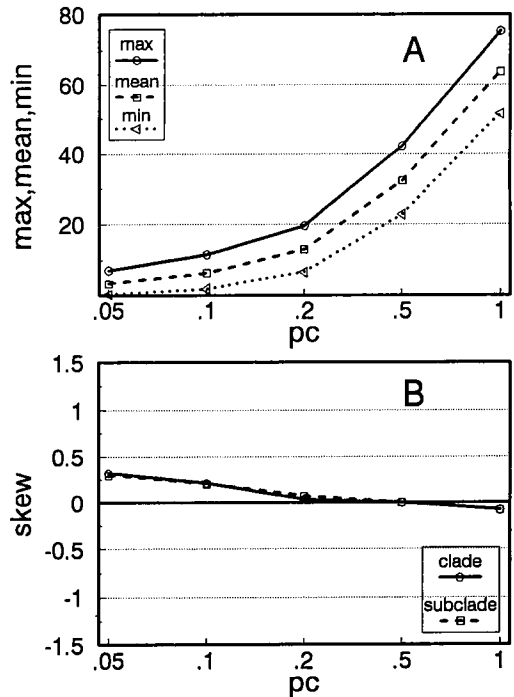 80
60
40
20
max,mean,min
max
mean
min
A
.05 .1 .2 .5 1
pc
1.5
1
0.5
0
-0.5
-1
-1.5
skew
B
clade
subclade
.05 .1 .2 .5 1
pc